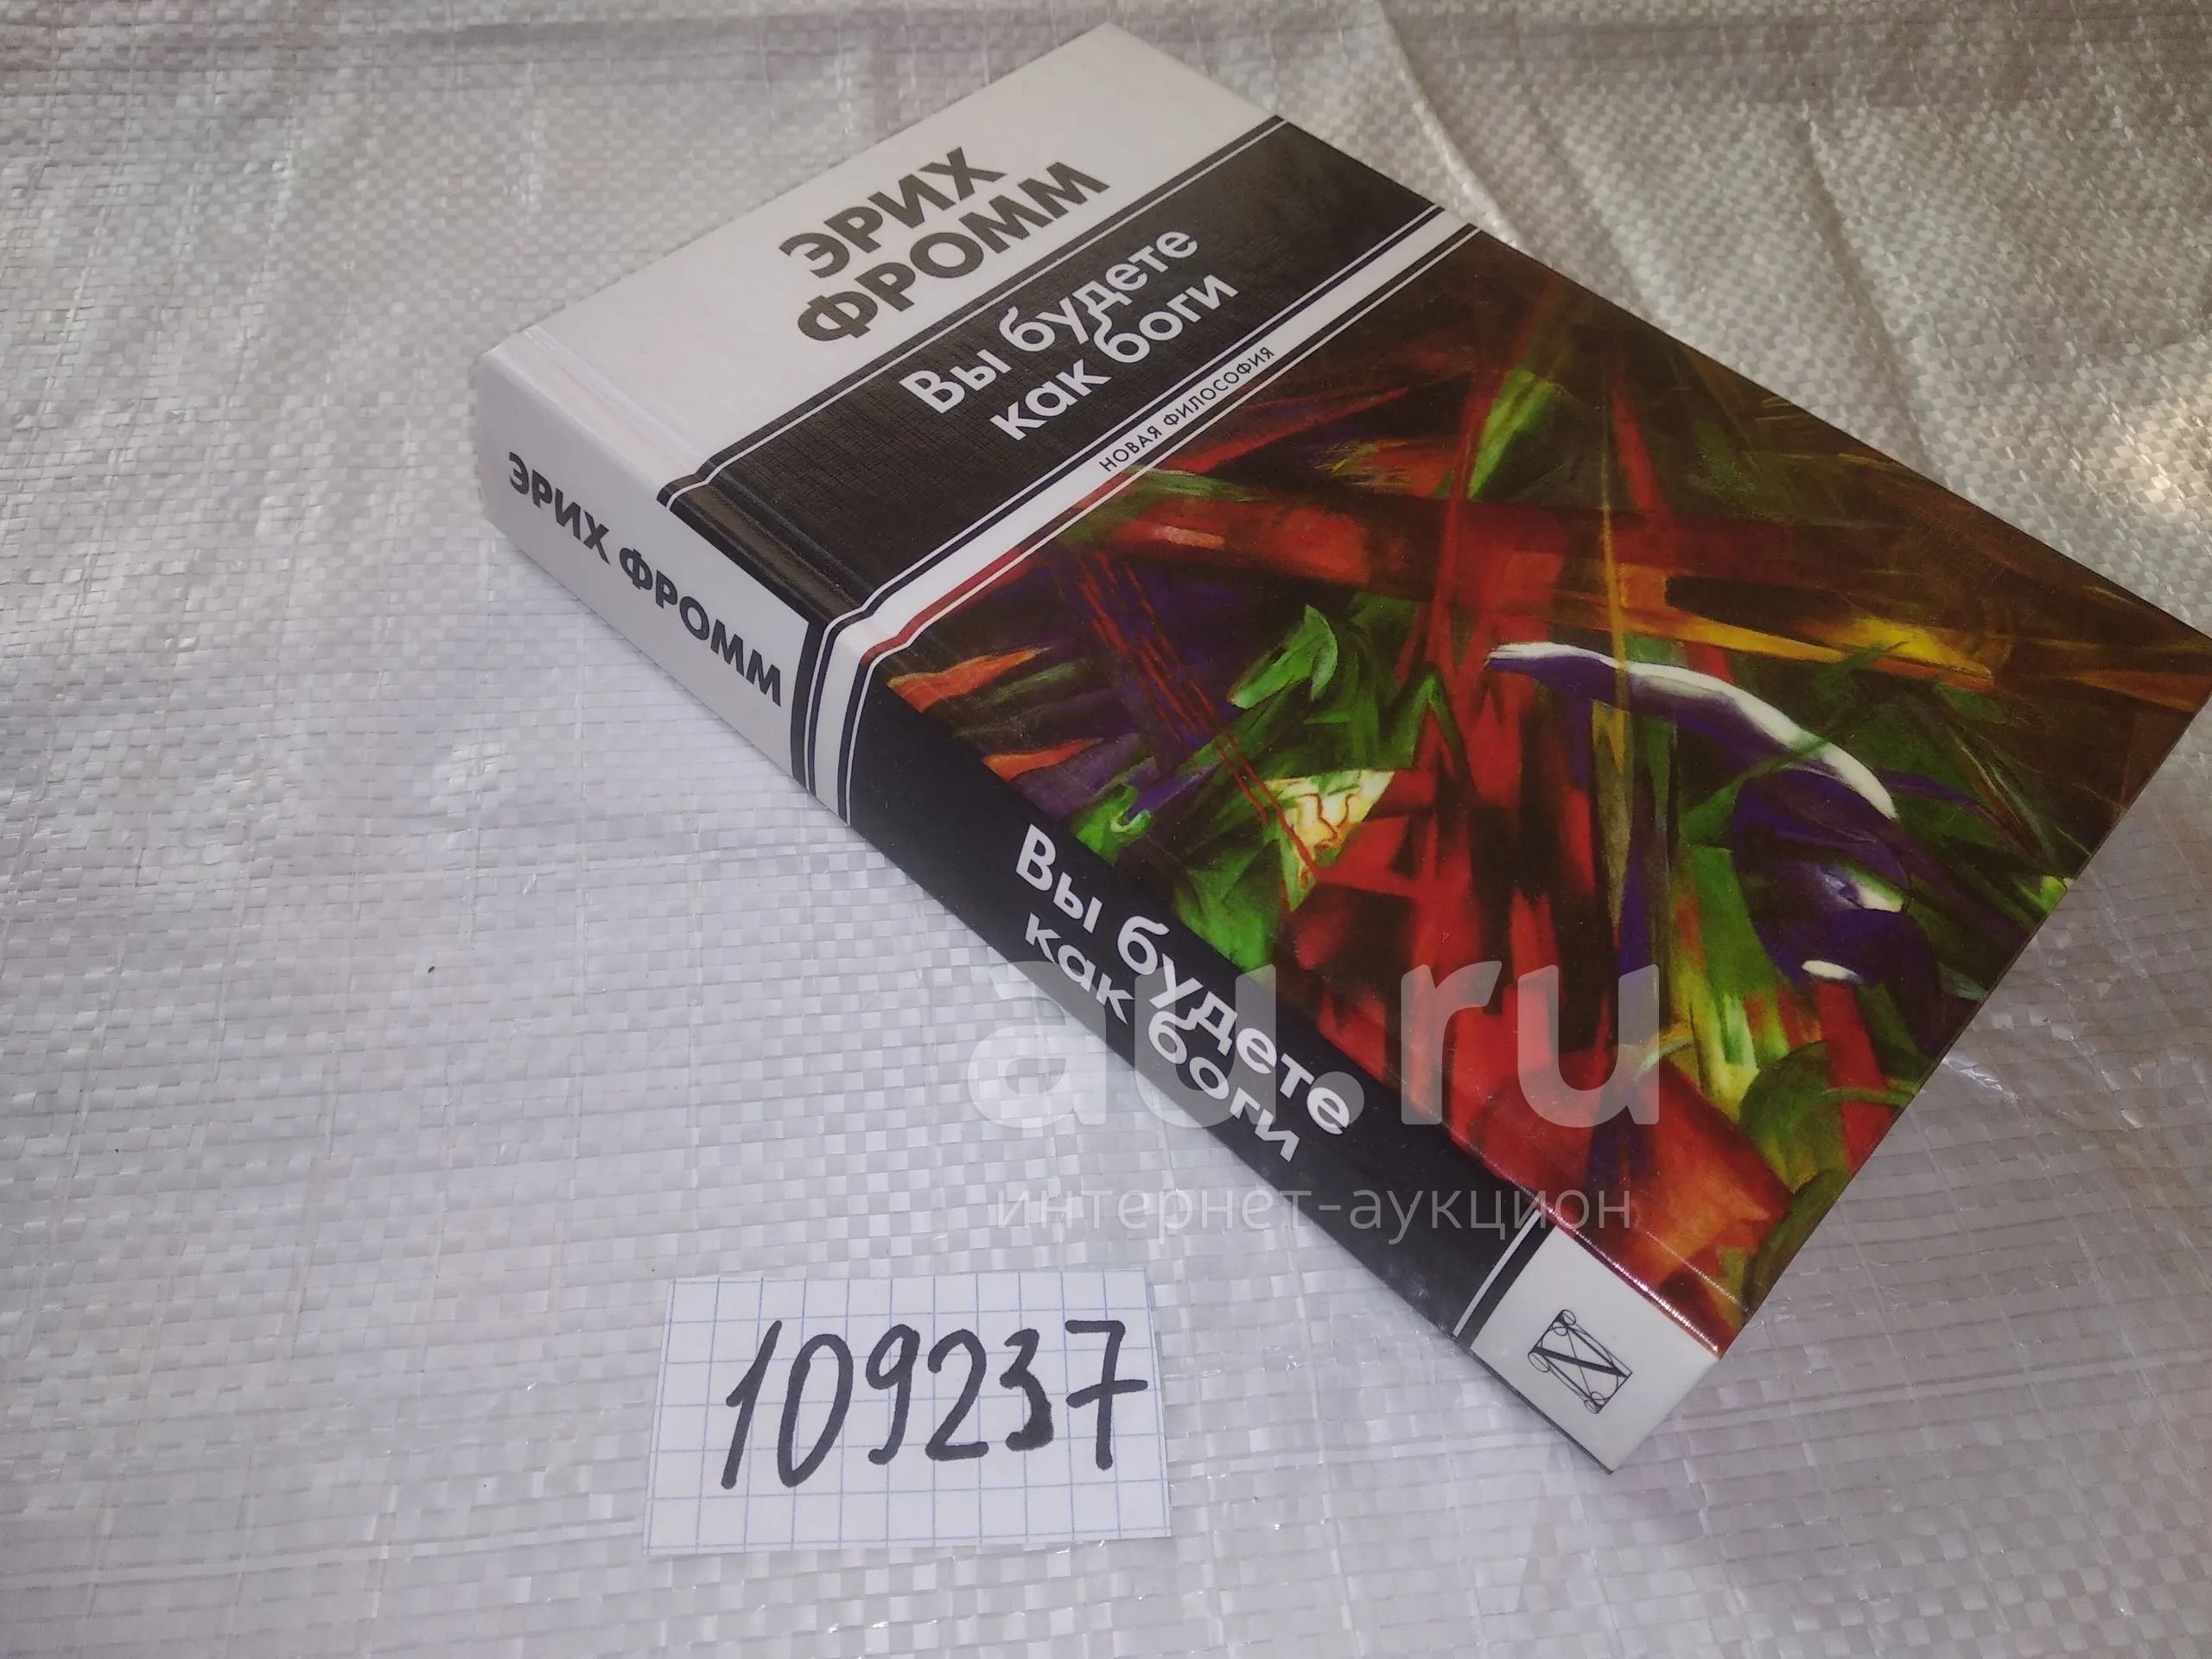 ЭРИХ
ФРОММ
Вы будете
как боги
НОВАЯ ФИЛОСОФИЯ
ЭРИХ ФРОММ
Вы будете
как боги
au.ru
интернет-аукцион
109237